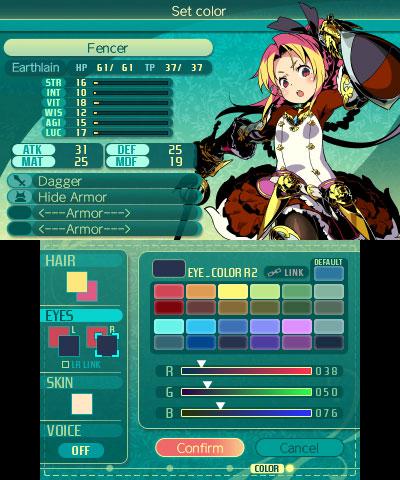 Set color
Fencer
Earthlain HP 61/ 61 TP 37/ 37
STR 16
INT 10
VIT 18
WIS 12
AGI 15
LUC 17
ATK 31 DEF 25
MAT 25 MDF 19
Dagger
Hide Armor
<---Armor--->
<---Armor--->
HAIR
EYES
L R
LR LINK
SKIN
VOICE
OFF
EYE_COLOR R2 LINK DEFAULT
R 038
G 050
B 076
Confirm Cancel
COLOR